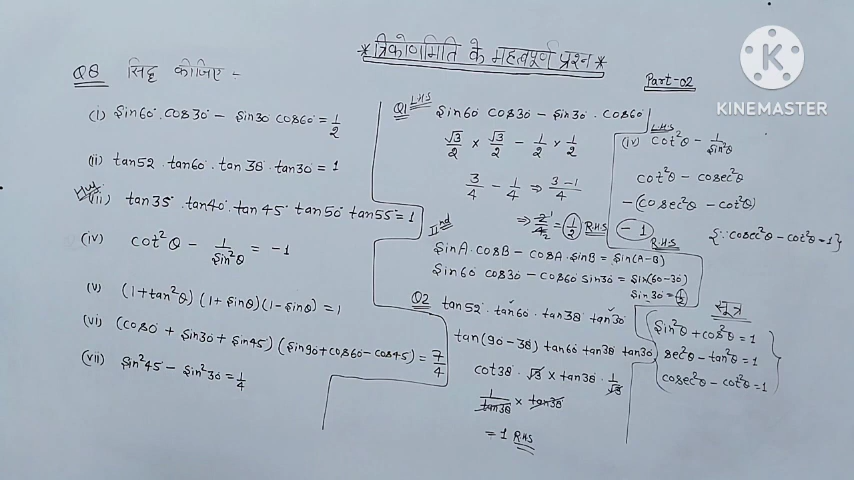 * त्रिकोणमिति के महत्वपूर्ण प्रश्न *
Part-02
KINEMASTER
Q8 सिद्ध कीजिए -
(i) sin60·cos30 - sin30 cos60 = 1/2
(ii) tan52·tan60·tan38·tan30 = 1
H.W. (iii) tan35·tan40·tan45·tan50 tan55 = 1
(iv) cot²θ - 1/sin²θ = -1
(v) (1+tan²θ)(1+sinθ)(1-sinθ) = 1
(vi) (cos0 + sin30 + sin45)(sin90+cos60-cos45) = 7/4
(vii) sin²45 - sin²30 = 1/4
Q1 LHS sin60 cos30 - sin30·cos60
√3/2 × √3/2 - 1/2 × 1/2
3/4 - 1/4 ⇒ 3-1/4
⇒ 2¹/4₂ = 1/2 RHS
IInd
sinA·cosB - cosA·sinB = sin(A-B)
sin60 cos30 - cos60 sin30 = sin(60-30)
sin30 = 1/2
Q2 tan52·tan60·tan38 tan30
tan(90-38) tan60 tan38 tan30
cot38·√3 × tan38·1/√3
1/tan38 × tan38
= 1 RHS
(iv) LHS cot²θ - 1/sin²θ
cot²θ - cosec²θ
-(cosec²θ - cot²θ)
-1 RHS {∵cosec²θ - cot²θ = 1}
सूत्र
sin²θ + cos²θ = 1
sec²θ - tan²θ = 1
cosec²θ - cot²θ = 1